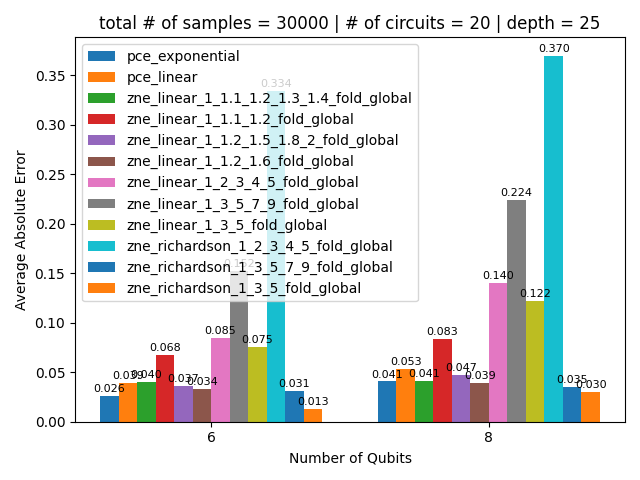 total # of samples = 30000 | # of circuits = 20 | depth = 25
Average Absolute Error
0.35
0.30
0.25
0.20
0.15
0.10
0.05
0.00
pce_exponential
pce_linear
zne_linear_1_1.1_1.2_1.3_1.4_fold_global
zne_linear_1_1.1_1.2_fold_global
zne_linear_1_1.2_1.5_1.8_2_fold_global
zne_linear_1_1.2_1.6_fold_global
zne_linear_1_2_3_4_5_fold_global
zne_linear_1_3_5_7_9_fold_global
zne_linear_1_3_5_fold_global
zne_richardson_1_2_3_4_5_fold_global
zne_richardson_1_3_5_7_9_fold_global
zne_richardson_1_3_5_fold_global
0.026
0.039
0.040
0.068
0.037
0.034
0.085
0.152
0.075
0.334
0.031
0.013
0.041
0.053
0.041
0.083
0.047
0.039
0.140
0.224
0.122
0.370
0.035
0.030
6
8
Number of Qubits